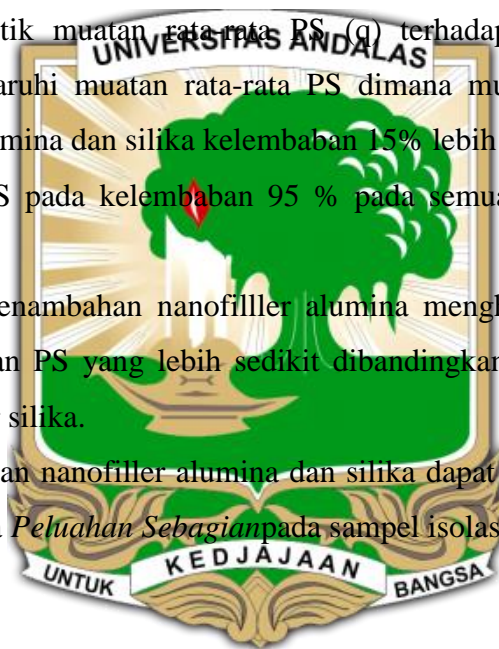 tik muatan rata-rata PS (q) terhadap
UNIVERSITAS ANDALAS
aruhi muatan rata-rata PS dimana mu
mina dan silika kelembaban 15% lebih
S pada kelembaban 95 % pada semua
enambahan nanofilller alumina mengh
an PS yang lebih sedikit dibandingkan
silika.
an nanofiller alumina dan silika dapat
a Peluahan Sebagianpada sampel isolas
UNTUK KEDJAJAAN BANGSA